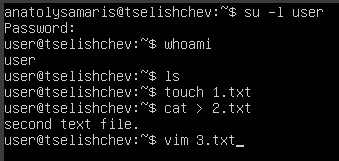 anatolysamaris@tselishchev:~$ su -l user
Password:
user@tselishchev:~$ whoami
user
user@tselishchev:~$ ls
user@tselishchev:~$ touch 1.txt
user@tselishchev:~$ cat > 2.txt
second text file.
user@tselishchev:~$ vim 3.txt_